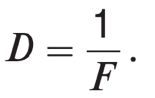 D = 1/F.